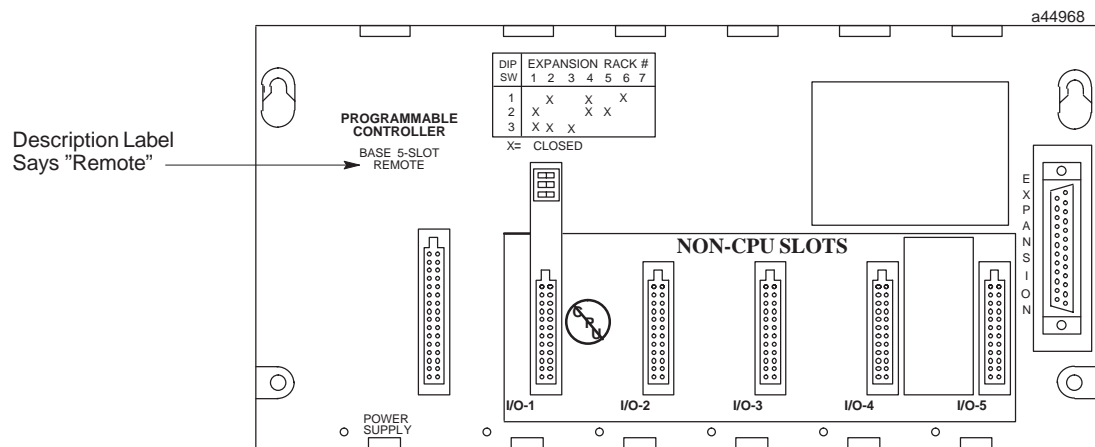 a44968
DIP EXPANSION RACK #
SW 1 2 3 4 5 6 7
1 X X X
2 X X X
3 X X X
X= CLOSED
PROGRAMMABLE
CONTROLLER
BASE 5-SLOT
REMOTE
Description Label
Says "Remote"
EXPANSION
NON-CPU SLOTS
CPU
I/O-1 I/O-2 I/O-3 I/O-4 I/O-5
POWER
SUPPLY